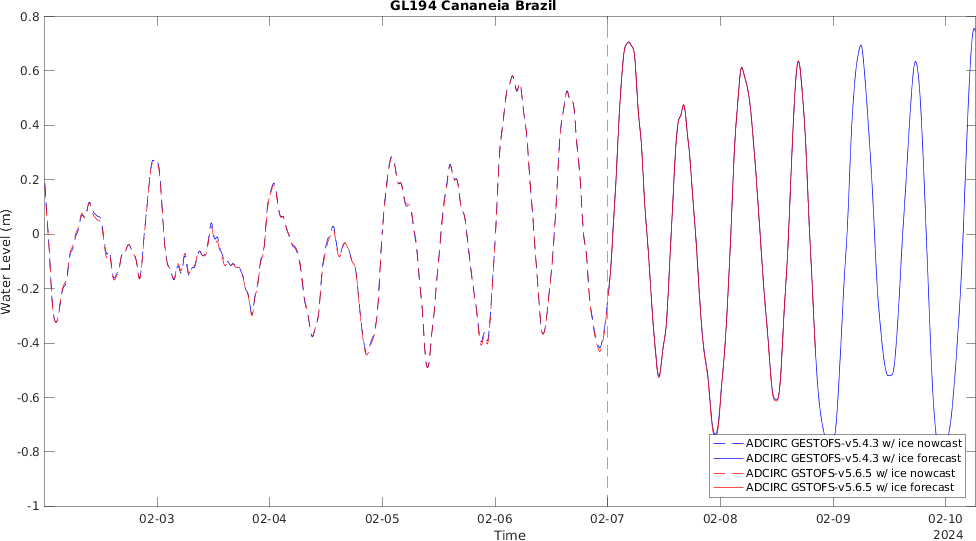 GL194 Cananeia Brazil
0.8
0.6
0.4
0.2
0
-0.2
-0.4
-0.6
-0.8
-1
Water Level (m)
ADCIRC GESTOFS-v5.4.3 w/ ice nowcast
ADCIRC GESTOFS-v5.4.3 w/ ice forecast
ADCIRC GSTOFS-v5.6.5 w/ ice nowcast
ADCIRC GSTOFS-v5.6.5 w/ ice forecast
02-03 02-04 02-05 02-06 02-07 02-08 02-09 02-10
Time
2024